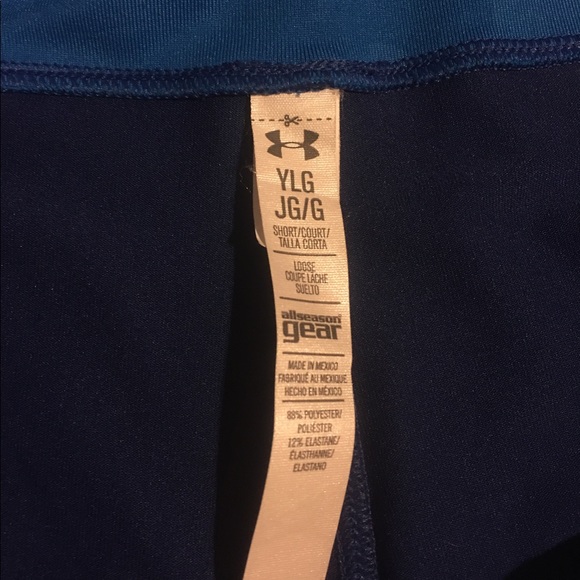 YLG
JG/G
SHORT/COURT/
TALLA CORTA
LOOSE
COUPE LACHE
SUELTO
allseason
gear
MADE IN MEXICO
FABRIQUÉ AU MEXIQUE
HECHO EN MÉXICO
88% POLYESTER/
POLIÉSTER
12% ELASTANE/
ÉLASTHANNE/
ELASTANO